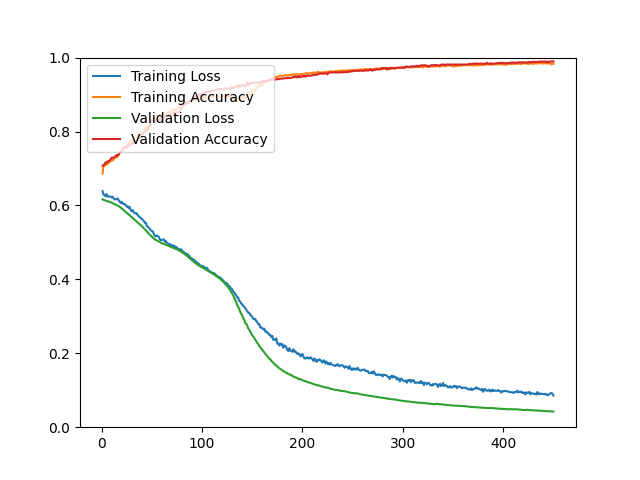 1.0
0.8
0.6
0.4
0.2
0.0
0 100 200 300 400
Training Loss
Training Accuracy
Validation Loss
Validation Accuracy